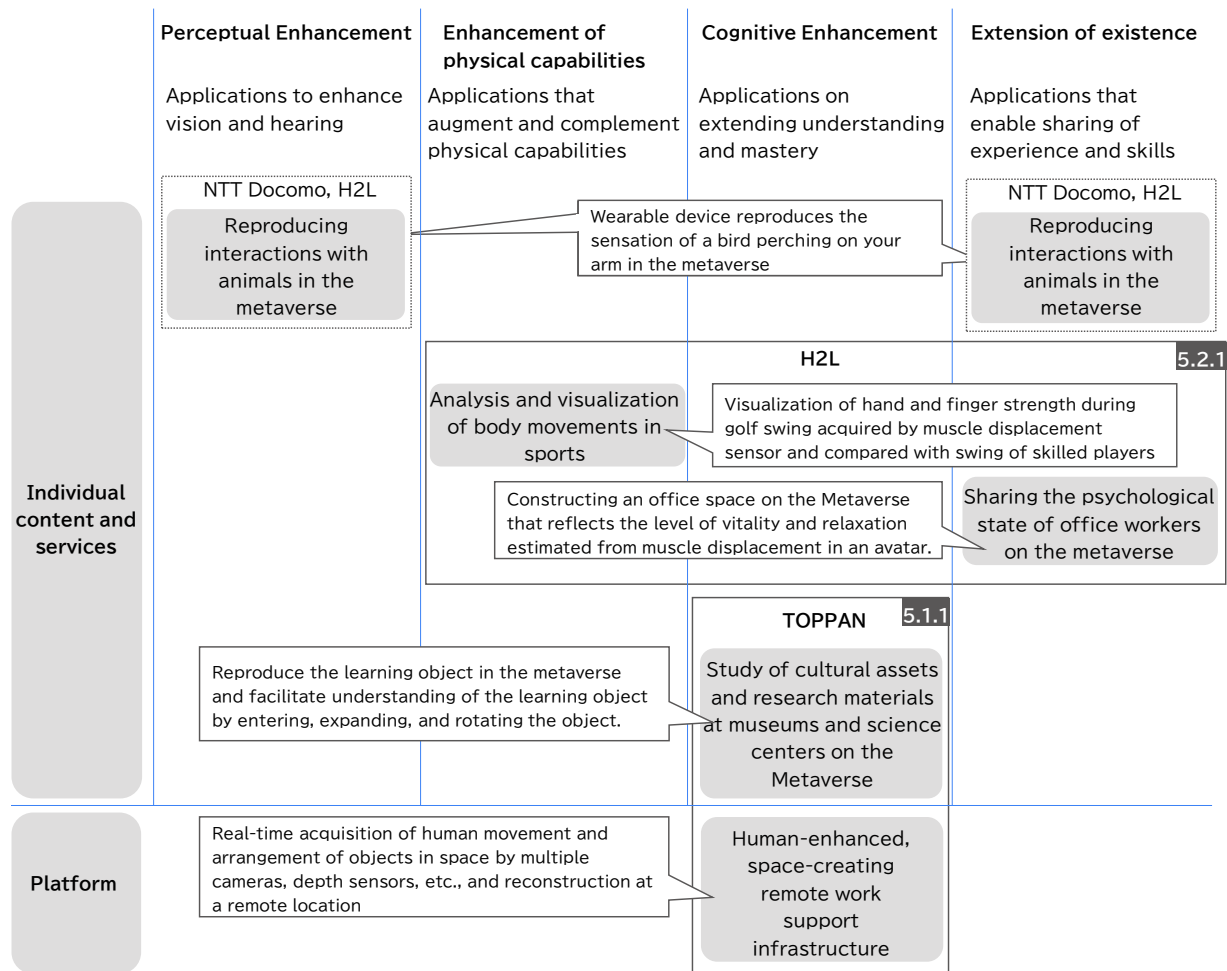 Perceptual Enhancement
Enhancement of
physical capabilities
Cognitive Enhancement
Extension of existence
Applications to enhance
vision and hearing
Applications that
augment and complement
physical capabilities
Applications on
extending understanding
and mastery
Applications that
enable sharing of
experience and skills
Individual
content and
services
NTT Docomo, H2L
Reproducing
interactions with
animals in the
metaverse
Wearable device reproduces the
sensation of a bird perching on your
arm in the metaverse
NTT Docomo, H2L
Reproducing
interactions with
animals in the
metaverse
H2L
5.2.1
Analysis and visualization
of body movements in
sports
Visualization of hand and finger strength during
golf swing acquired by muscle displacement
sensor and compared with swing of skilled players
Constructing an office space on the Metaverse
that reflects the level of vitality and relaxation
estimated from muscle displacement in an avatar.
Sharing the psychological
state of office workers
on the metaverse
TOPPAN
5.1.1
Reproduce the learning object in the metaverse
and facilitate understanding of the learning object
by entering, expanding, and rotating the object.
Study of cultural assets
and research materials
at museums and science
centers on the
Metaverse
Platform
Real-time acquisition of human movement and
arrangement of objects in space by multiple
cameras, depth sensors, etc., and reconstruction at
a remote location
Human-enhanced,
space-creating
remote work
support
infrastructure